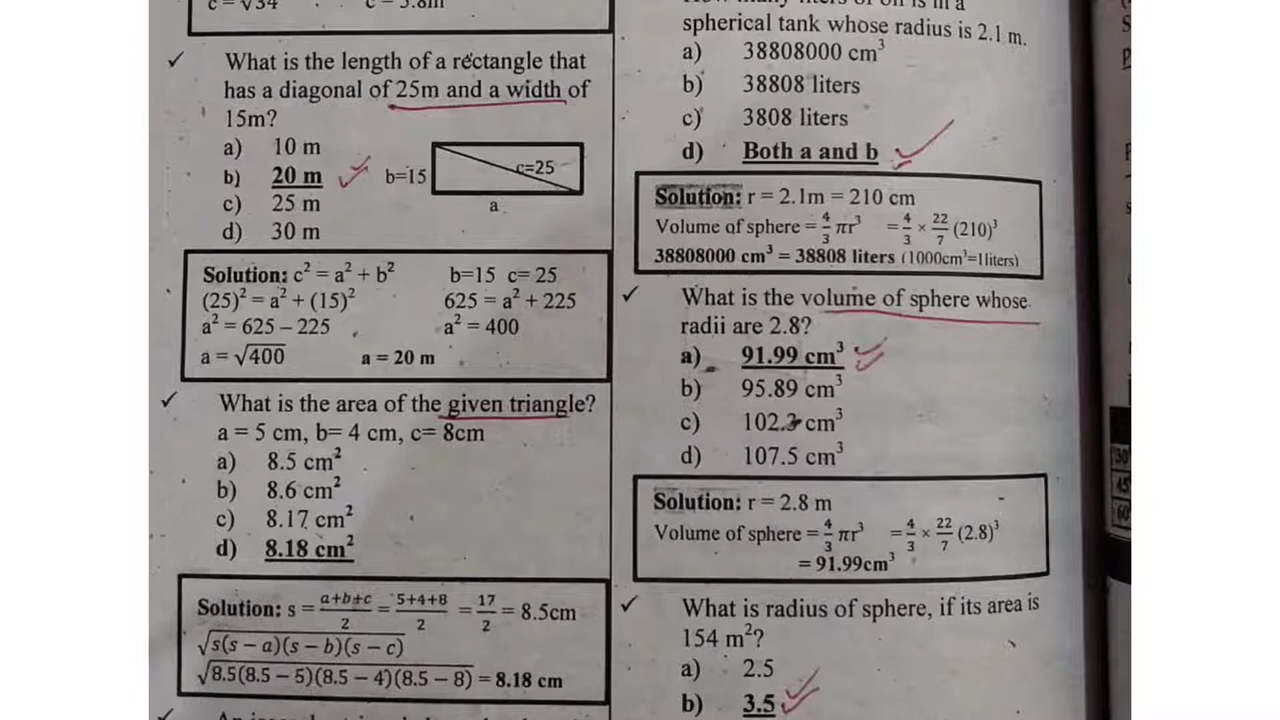 c = √34 c = 5.8m
✓ What is the length of a rectangle that
has a diagonal of 25m and a width of
15m?
a) 10 m
b) 20 m
c) 25 m
d) 30 m
b=15 c=25
a
Solution: c² = a² + b² b=15 c= 25
(25)² = a² + (15)² 625 = a² + 225
a² = 625 – 225 a² = 400
a = √400 a = 20 m
✓ What is the area of the given triangle?
a = 5 cm, b= 4 cm, c= 8cm
a) 8.5 cm²
b) 8.6 cm²
c) 8.17 cm²
d) 8.18 cm²
Solution: s = (a+b+c)/2 = (5+4+8)/2 = 17/2 = 8.5cm
√s(s − a)(s − b)(s − c)
√8.5(8.5 − 5)(8.5 − 4)(8.5 − 8) = 8.18 cm
spherical tank whose radius is 2.1 m.
a) 38808000 cm³
b) 38808 liters
c) 3808 liters
d) Both a and b
Solution: r = 2.1m = 210 cm
Volume of sphere = 4/3 πr³ = 4/3 × 22/7 (210)³
38808000 cm³ = 38808 liters (1000cm³=1liters)
✓ What is the volume of sphere whose
radii are 2.8?
a) 91.99 cm³
b) 95.89 cm³
c) 102.3 cm³
d) 107.5 cm³
Solution: r = 2.8 m
Volume of sphere = 4/3 πr³ = 4/3 × 22/7 (2.8)³
= 91.99cm³
✓ What is radius of sphere, if its area is
154 m²?
a) 2.5
b) 3.5
30
45
60